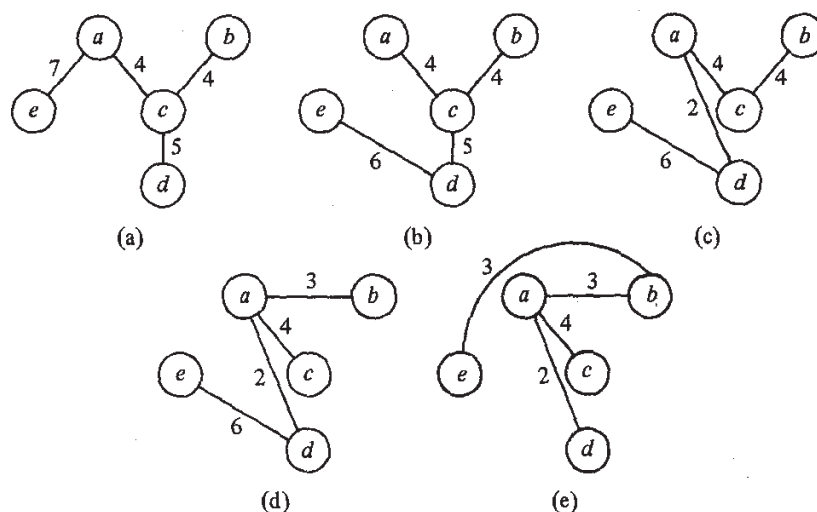 a b a b a b
7 4 4 4 4 4 4
e c e c e 2 c
5 6 5 6
d d d
(a) (b) (c)
3 3 3
a b a b
4 4
e 2 c e 2 c
6
d d
(d) (e)